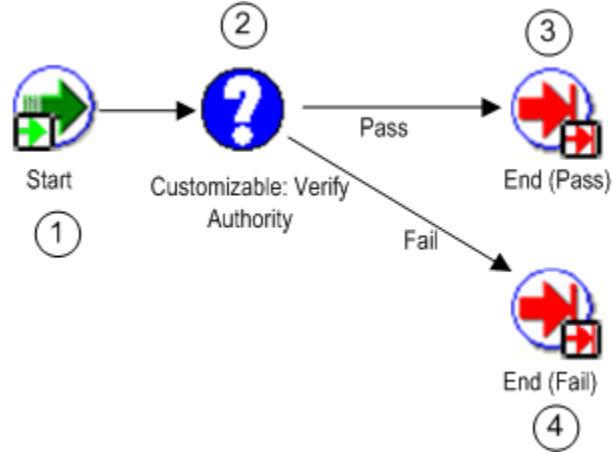 2
3
Start
Customizable: Verify
Authority
Pass
End (Pass)
1
Fail
End (Fail)
4